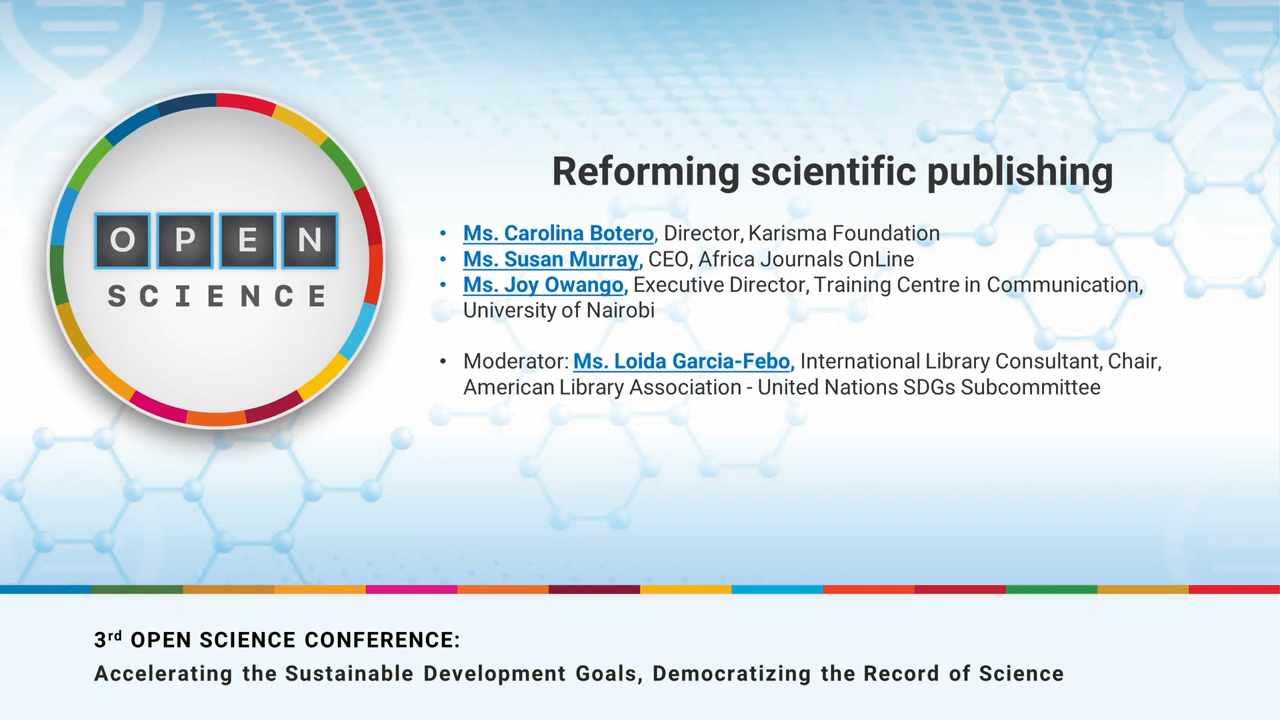 OPEN
SCIENCE
Reforming scientific publishing
• Ms. Carolina Botero, Director, Karisma Foundation
• Ms. Susan Murray, CEO, Africa Journals OnLine
• Ms. Joy Owango, Executive Director, Training Centre in Communication,
University of Nairobi
• Moderator: Ms. Loida Garcia-Febo, International Library Consultant, Chair,
American Library Association - United Nations SDGs Subcommittee
3rd OPEN SCIENCE CONFERENCE:
Accelerating the Sustainable Development Goals, Democratizing the Record of Science